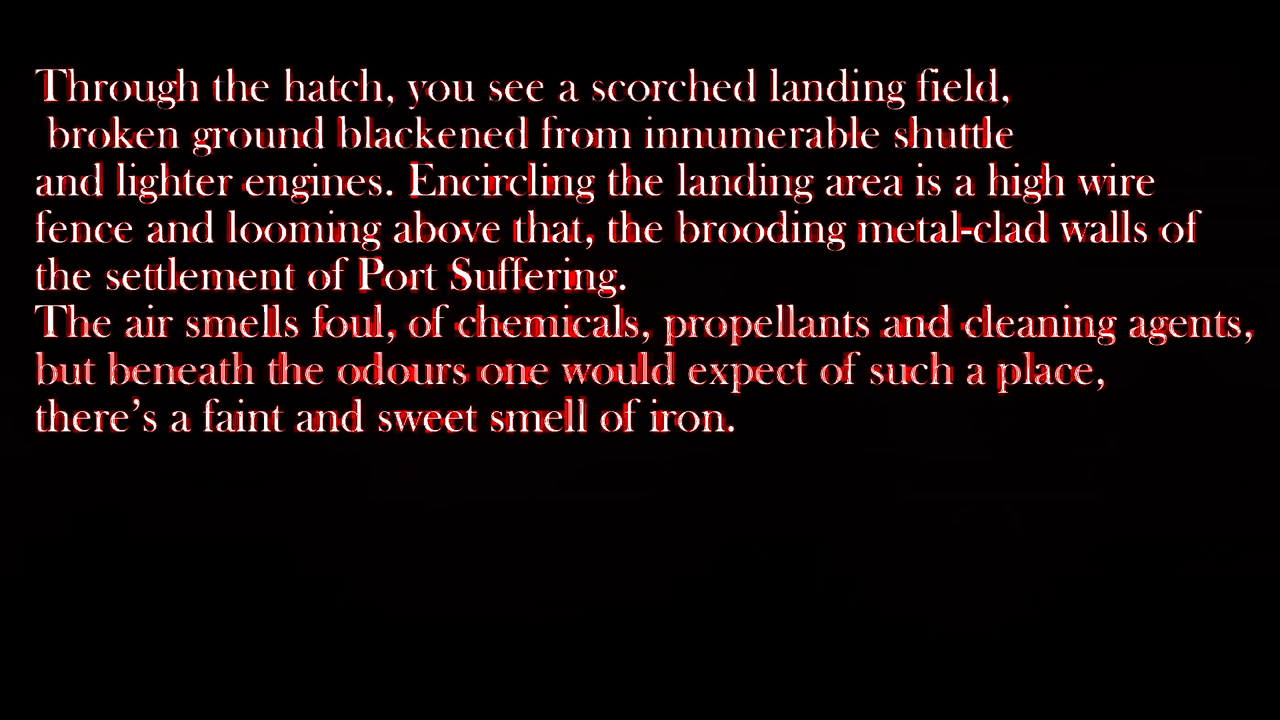 Through the hatch, you see a scorched landing field,
broken ground blackened from innumerable shuttle
and lighter engines. Encircling the landing area is a high wire
fence and looming above that, the brooding metal-clad walls of
the settlement of Port Suffering.
The air smells foul, of chemicals, propellants and cleaning agents,
but beneath the odours one would expect of such a place,
there’s a faint and sweet smell of iron.